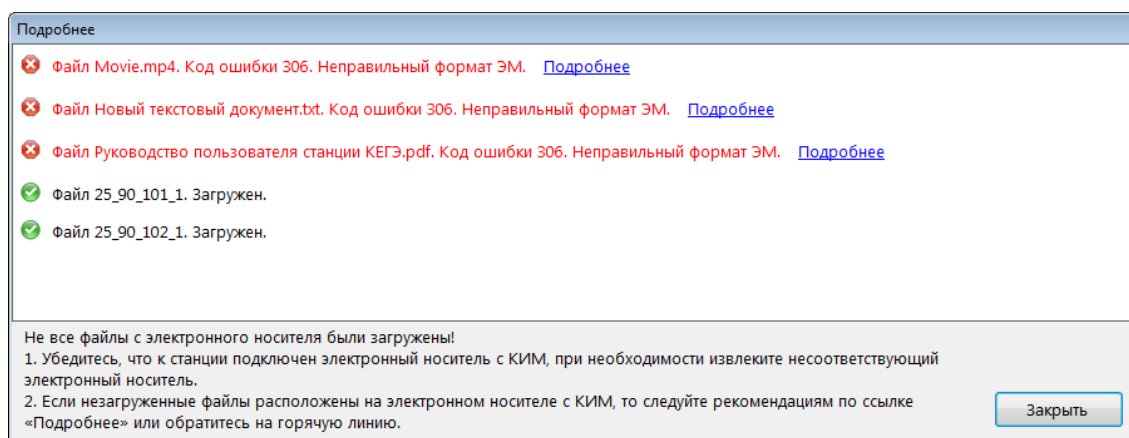 Подробнее
Файл Movie.mp4. Код ошибки 306. Неправильный формат ЭМ. Подробнее
Файл Новый текстовый документ.txt. Код ошибки 306. Неправильный формат ЭМ. Подробнее
Файл Руководство пользователя станции КЕГЭ.pdf. Код ошибки 306. Неправильный формат ЭМ. Подробнее
Файл 25_90_101_1. Загружен.
Файл 25_90_102_1. Загружен.
Не все файлы с электронного носителя были загружены!
1. Убедитесь, что к станции подключен электронный носитель с КИМ, при необходимости извлеките несоответствующий
электронный носитель.
2. Если незагруженные файлы расположены на электронном носителе с КИМ, то следуйте рекомендациям по ссылке
«Подробнее» или обратитесь на горячую линию.
Закрыть